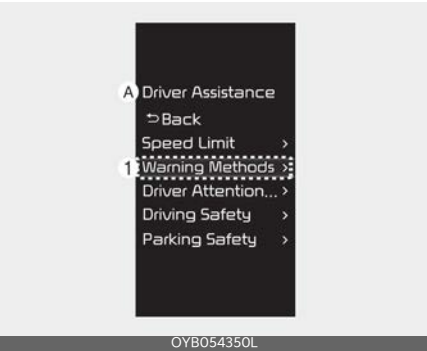 A Driver Assistance
⮌Back
Speed Limit >
1 Warning Methods >
Driver Attention... >
Driving Safety >
Parking Safety >
OYB054350L